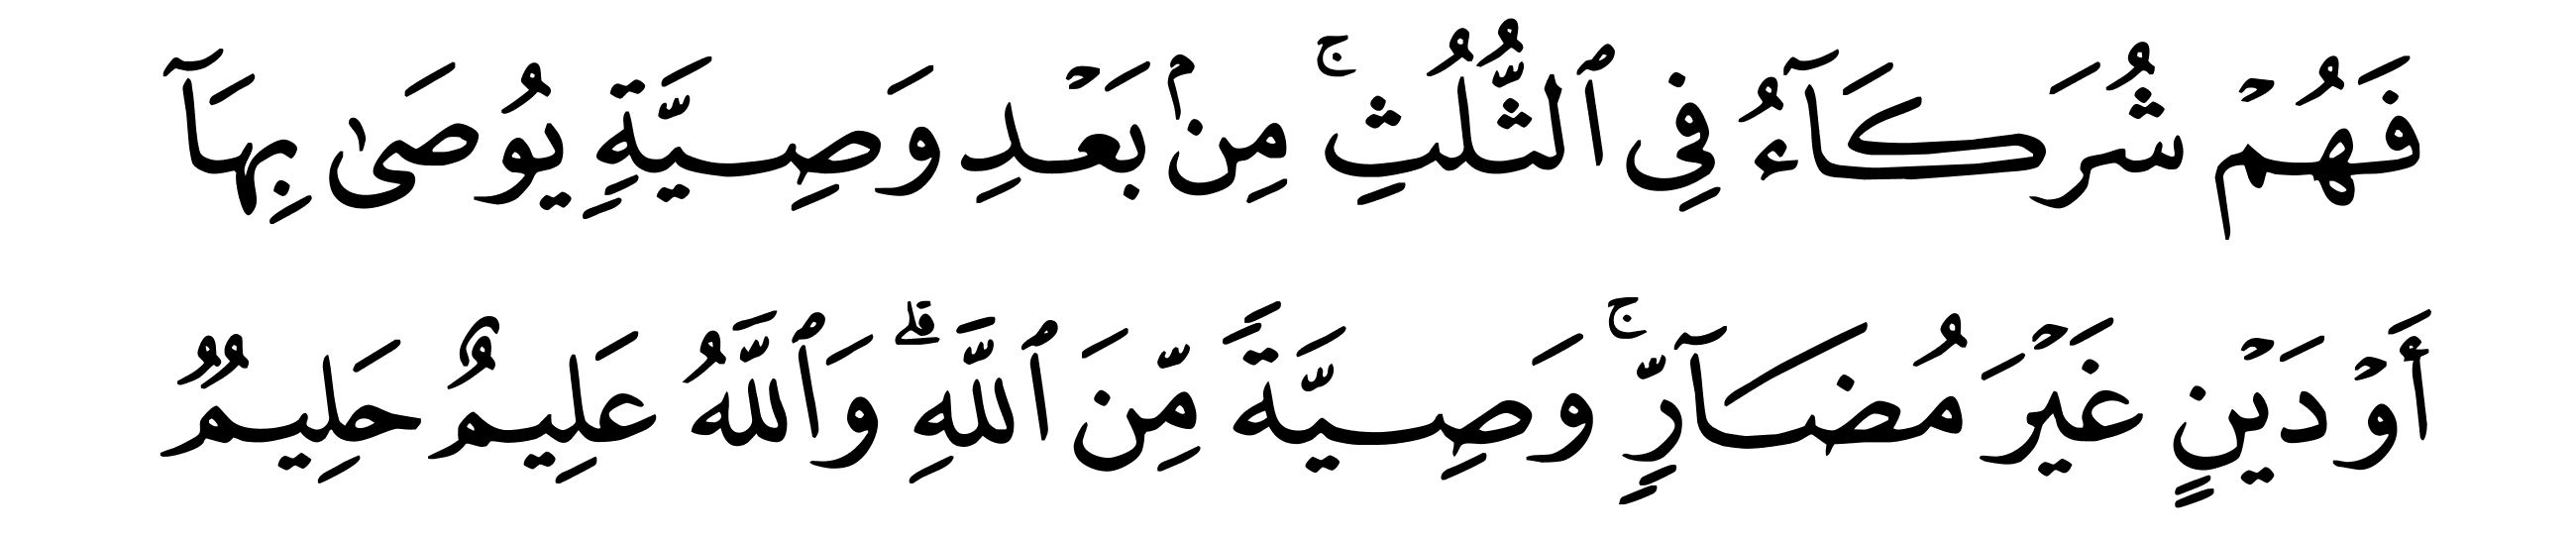 فَهُمۡ شُرَكَآءُ فِي ٱلثُّلُثِۚ مِنۢ بَعۡدِ وَصِيَّةٖ يُوصَىٰ بِهَآ
أَوۡ دَيۡنٍ غَيۡرَ مُضَآرّٖۚ وَصِيَّةٗ مِّنَ ٱللَّهِۗ وَٱللَّهُ عَلِيمٌ حَلِيمٞ